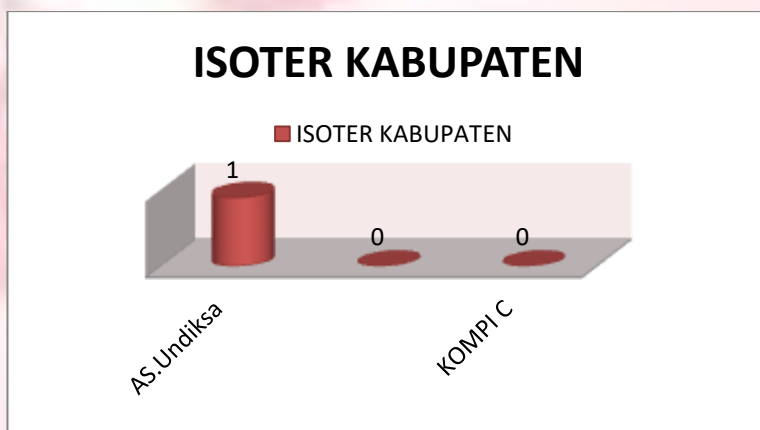 ISOTER KABUPATEN
ISOTER KABUPATEN
1
0
0
AS.Undiksa
KOMPI C